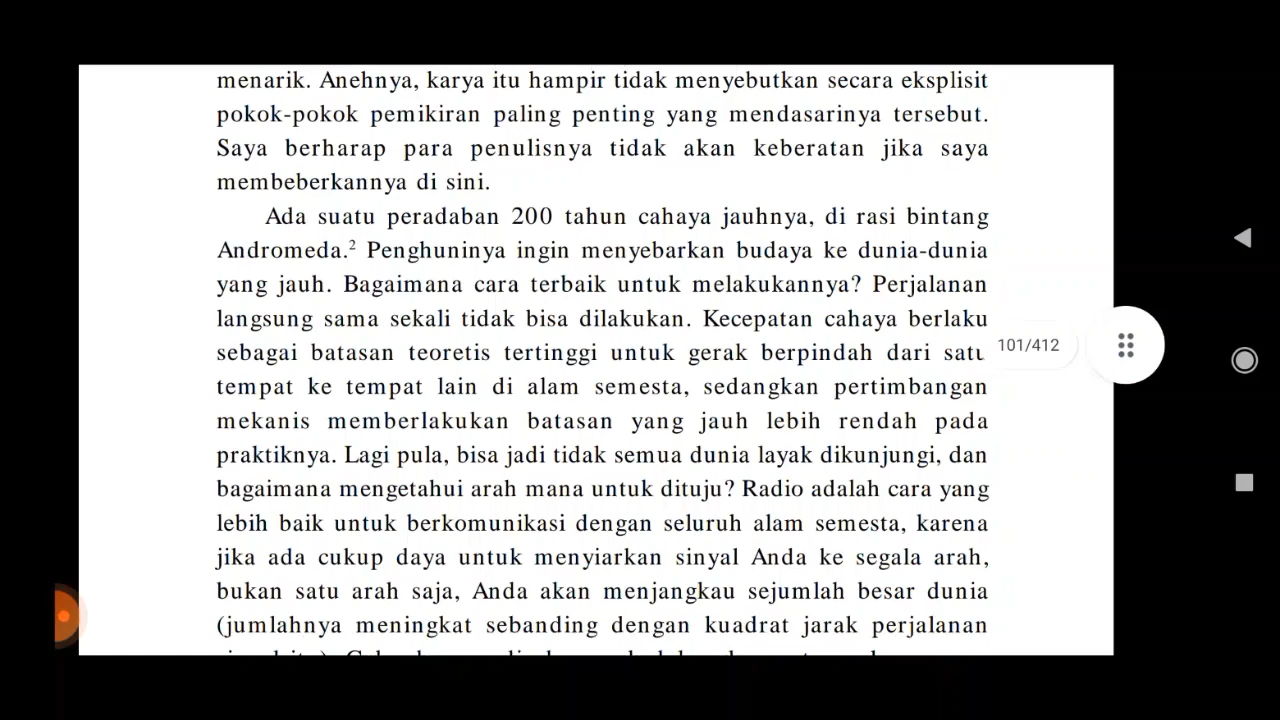 menarik. Anehnya, karya itu hampir tidak menyebutkan secara eksplisit
pokok-pokok pemikiran paling penting yang mendasarinya tersebut.
Saya berharap para penulisnya tidak akan keberatan jika saya
membeberkannya di sini.
Ada suatu peradaban 200 tahun cahaya jauhnya, di rasi bintang
Andromeda.² Penghuninya ingin menyebarkan budaya ke dunia-dunia
yang jauh. Bagaimana cara terbaik untuk melakukannya? Perjalanan
langsung sama sekali tidak bisa dilakukan. Kecepatan cahaya berlaku
sebagai batasan teoretis tertinggi untuk gerak berpindah dari satu
101/412
tempat ke tempat lain di alam semesta, sedangkan pertimbangan
mekanis memberlakukan batasan yang jauh lebih rendah pada
praktiknya. Lagi pula, bisa jadi tidak semua dunia layak dikunjungi, dan
bagaimana mengetahui arah mana untuk dituju? Radio adalah cara yang
lebih baik untuk berkomunikasi dengan seluruh alam semesta, karena
jika ada cukup daya untuk menyiarkan sinyal Anda ke segala arah,
bukan satu arah saja, Anda akan menjangkau sejumlah besar dunia
(jumlahnya meningkat sebanding dengan kuadrat jarak perjalanan